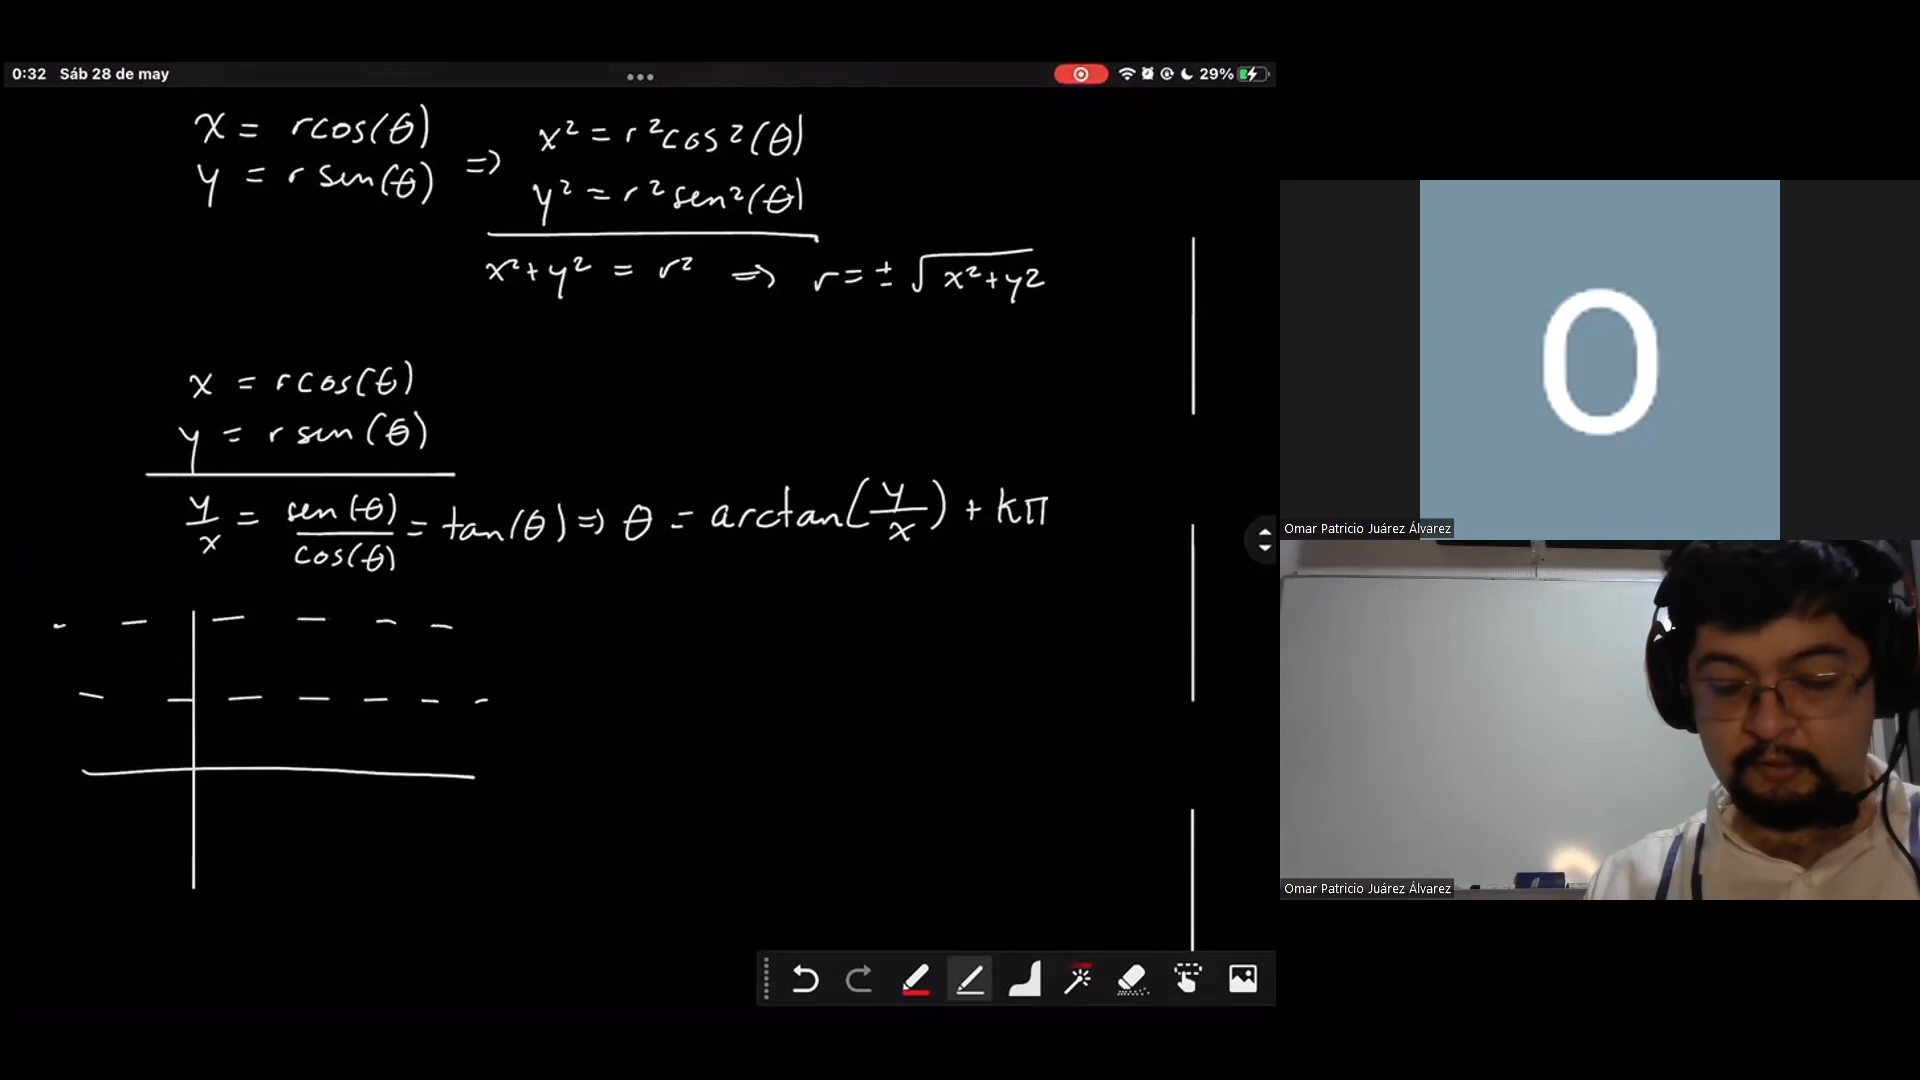 0:32 Sáb 28 de may
29%
x = rcos(θ)
y = r sen(θ)
=>
x² = r²cos²(θ)
y² = r²sen²(θ)
x²+y² = r² => r = ± √x²+y²
x = rcos(θ)
y = r sen(θ)
y/x = sen(θ)/cos(θ) = tan(θ) => θ = arctan(y/x) + kπ
O
Omar Patricio Juárez Álvarez
Omar Patricio Juárez Álvarez